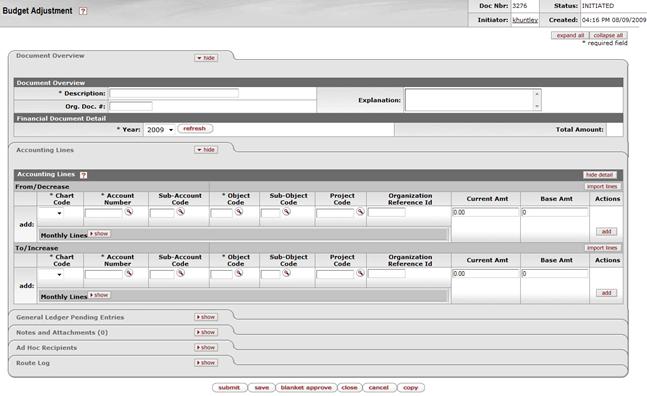 Budget Adjustment ?
Doc Nbr: 3276 Status: INITIATED
Initiator: khuntley Created: 04:16 PM 08/09/2009
expand all collapse all
* required field
Document Overview hide
Document Overview
* Description: Explanation:
Org. Doc. #:
Financial Document Detail
* Year: 2009 refresh Total Amount:
Accounting Lines hide
Accounting Lines ? hide detail
From/Decrease import lines
* Chart Code * Account Number Sub-Account Code * Object Code Sub-Object Code Project Code Organization Reference Id Current Amt Base Amt Actions
add: 0.00 0 add
Monthly Lines show
To/Increase import lines
* Chart Code * Account Number Sub-Account Code * Object Code Sub-Object Code Project Code Organization Reference Id Current Amt Base Amt Actions
add: 0.00 0 add
Monthly Lines show
General Ledger Pending Entries show
Notes and Attachments (0) show
Ad Hoc Recipients show
Route Log show
submit save blanket approve close cancel copy